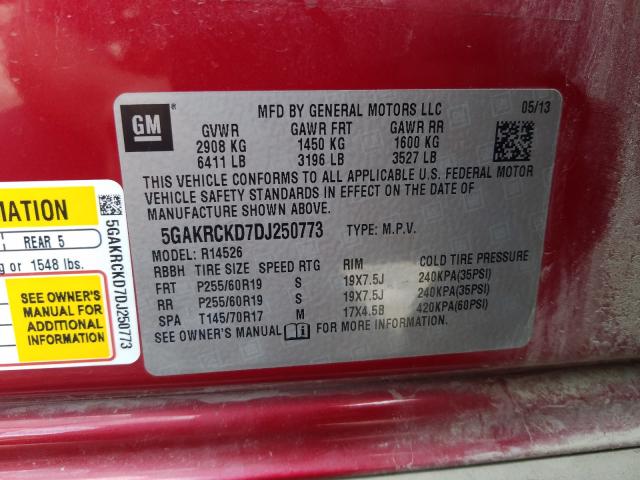 GM
MFD BY GENERAL MOTORS LLC 05/13
GVWR GAWR FRT GAWR RR
2908 KG 1450 KG 1600 KG
6411 LB 3196 LB 3527 LB
THIS VEHICLE CONFORMS TO ALL APPLICABLE U.S. FEDERAL MOTOR
VEHICLE SAFETY STANDARDS IN EFFECT ON THE DATE OF
MANUFACTURE SHOWN ABOVE.
5GAKRCKD7DJ250773 TYPE: M.P.V.
MODEL: R14526
RBBH TIRE SIZE SPEED RTG RIM COLD TIRE PRESSURE
FRT P255/60R19 S 19X7.5J 240KPA(35PSI)
RR P255/60R19 S 19X7.5J 240KPA(35PSI)
SPA T145/70R17 M 17X4.5B 420KPA(60PSI)
SEE OWNER'S MANUAL FOR MORE INFORMATION
MATION
REAR 5
g or 1548 lbs.
SEE OWNER'S
MANUAL FOR
ADDITIONAL
INFORMATION
5GAKRCKD7DJ250773